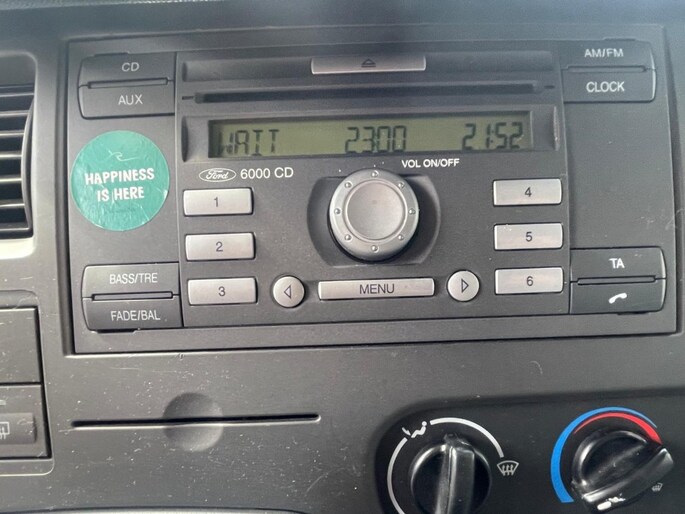 CD
AUX
AM/FM
CLOCK
WAIT 2300 21:52
VOL ON/OFF
Ford 6000 CD
HAPPINESS
IS HERE
1
2
3
4
5
6
MENU
BASS/TRE
FADE/BAL
TA